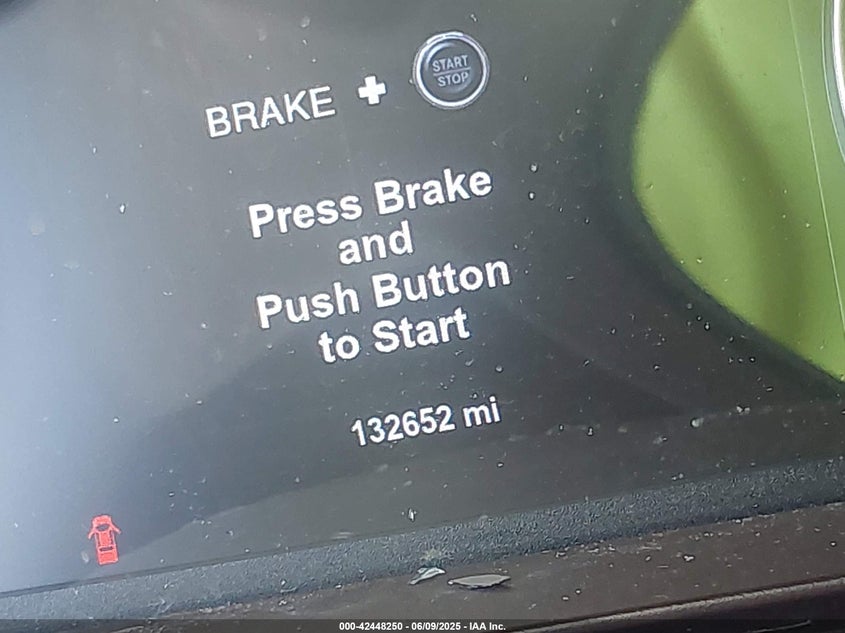 BRAKE + START STOP
Press Brake
and
Push Button
to Start
132652 mi
000-42448250 - 06/09/2025 - IAA Inc.